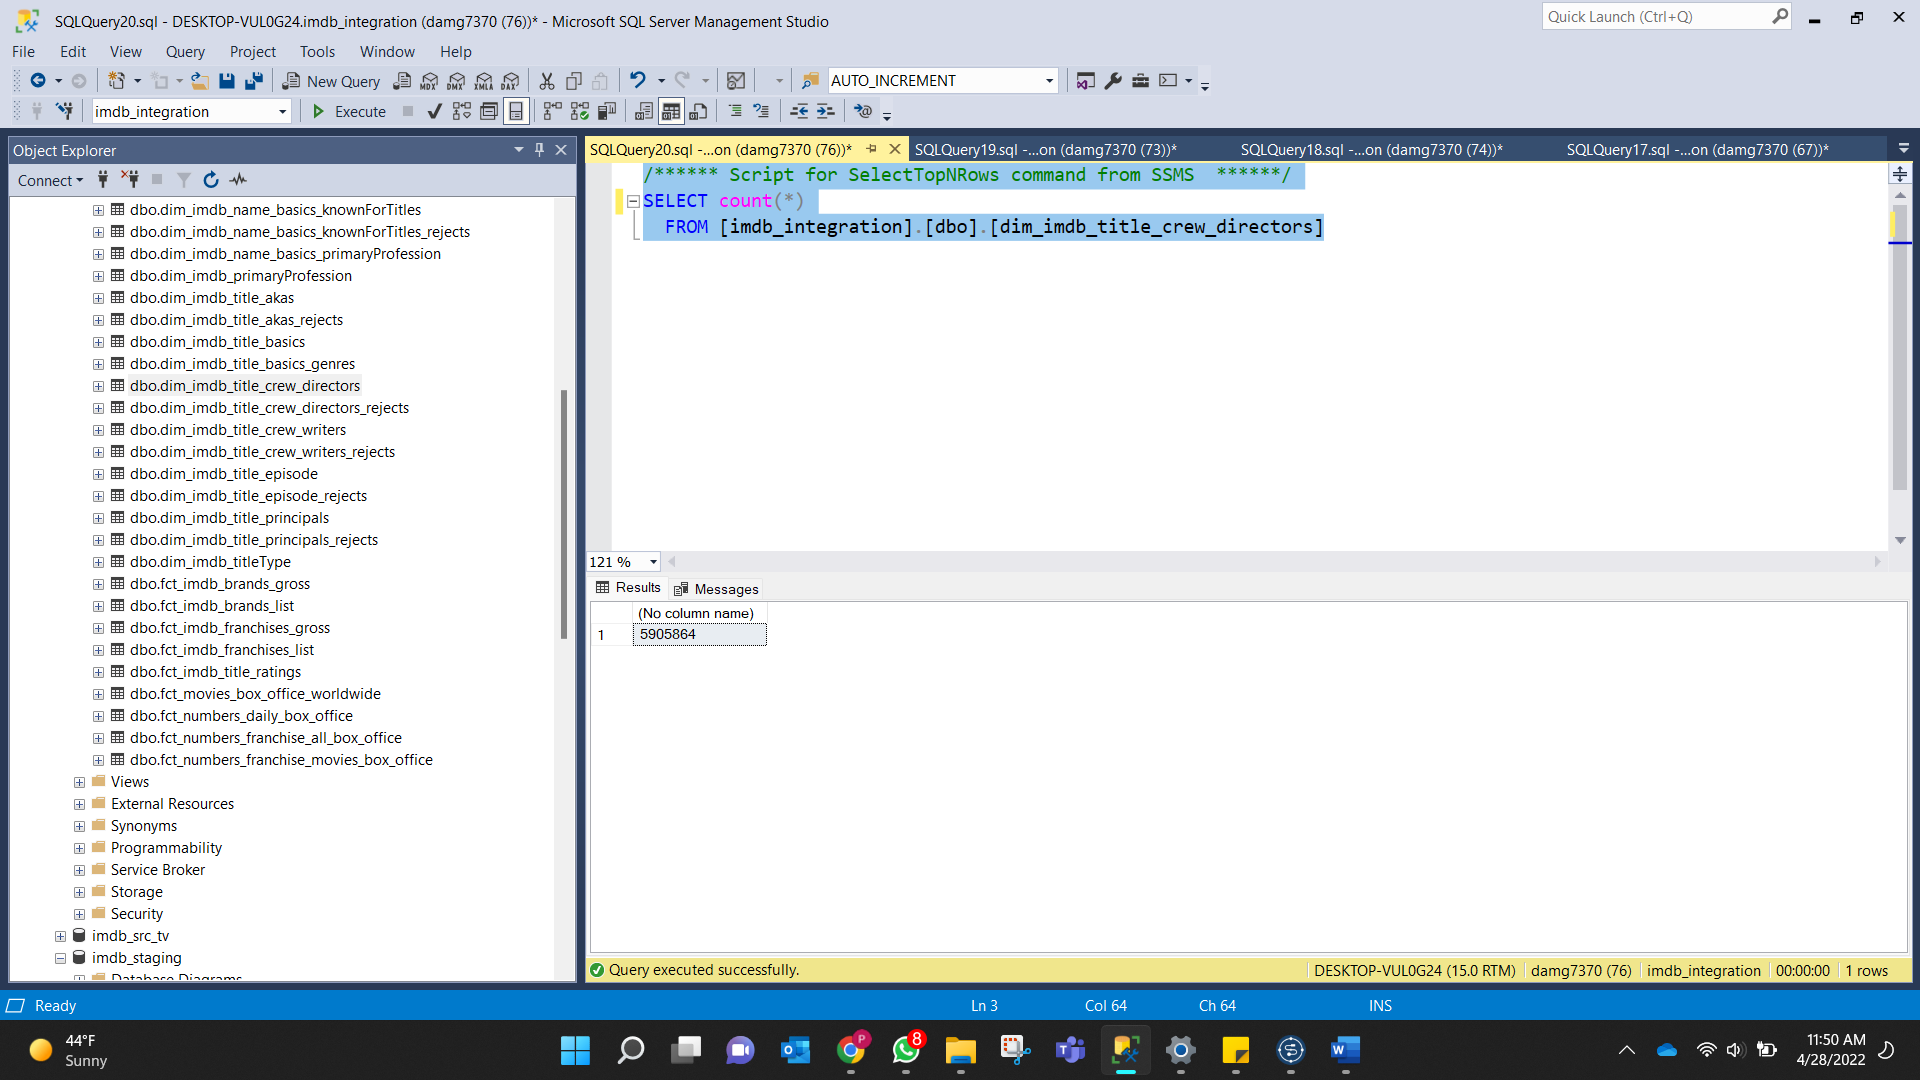 SQLQuery20.sql - DESKTOP-VUL0G24.imdb_integration (damg7370 (76))* - Microsoft SQL Server Management Studio
Quick Launch (Ctrl+Q)
File Edit View Query Project Tools Window Help
New Query MDX DMX XMLA DAX AUTO_INCREMENT
imdb_integration Execute
Object Explorer
Connect
dbo.dim_imdb_name_basics_knownForTitles
dbo.dim_imdb_name_basics_knownForTitles_rejects
dbo.dim_imdb_name_basics_primaryProfession
dbo.dim_imdb_primaryProfession
dbo.dim_imdb_title_akas
dbo.dim_imdb_title_akas_rejects
dbo.dim_imdb_title_basics
dbo.dim_imdb_title_basics_genres
dbo.dim_imdb_title_crew_directors
dbo.dim_imdb_title_crew_directors_rejects
dbo.dim_imdb_title_crew_writers
dbo.dim_imdb_title_crew_writers_rejects
dbo.dim_imdb_title_episode
dbo.dim_imdb_title_episode_rejects
dbo.dim_imdb_title_principals
dbo.dim_imdb_title_principals_rejects
dbo.dim_imdb_titleType
dbo.fct_imdb_brands_gross
dbo.fct_imdb_brands_list
dbo.fct_imdb_franchises_gross
dbo.fct_imdb_franchises_list
dbo.fct_imdb_title_ratings
dbo.fct_movies_box_office_worldwide
dbo.fct_numbers_daily_box_office
dbo.fct_numbers_franchise_all_box_office
dbo.fct_numbers_franchise_movies_box_office
Views
External Resources
Synonyms
Programmability
Service Broker
Storage
Security
imdb_src_tv
imdb_staging
Database Diagrams
SQLQuery20.sql -...on (damg7370 (76))* SQLQuery19.sql -...on (damg7370 (73))* SQLQuery18.sql -...on (damg7370 (74))* SQLQuery17.sql -...on (damg7370 (67))*
/****** Script for SelectTopNRows command from SSMS ******/
SELECT count(*)
FROM [imdb_integration].[dbo].[dim_imdb_title_crew_directors]
121 %
Results Messages
(No column name)
1 5905864
Query executed successfully.
DESKTOP-VUL0G24 (15.0 RTM) damg7370 (76) imdb_integration 00:00:00 1 rows
Ready Ln 3 Col 64 Ch 64 INS
44°F
Sunny
P
8
11:50 AM
4/28/2022